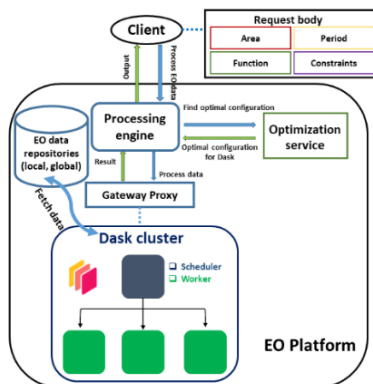 Client
Request body
Area
Period
Function
Constraints
Output
Process EOdata
EO data
repositories
(local, global)
Processing
engine
Find optimal configuration
Optimal configuration
for Dask
Optimization
service
Result
Process data
Gateway Proxy
Fetch data
Dask cluster
Scheduler
Worker
EO Platform